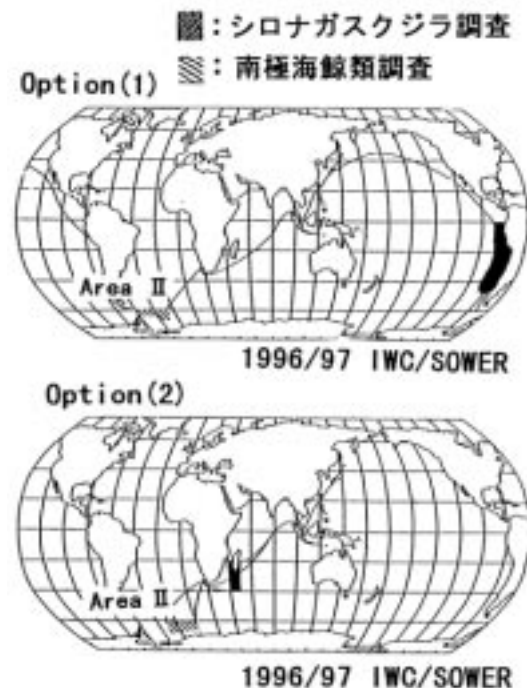 ：シロナガスクジラ調査
：南極海鯨類調査
Option(1)
Area Ⅱ
1996/97 IWC/SOWER
Option(2)
Area Ⅱ
1996/97 IWC/SOWER